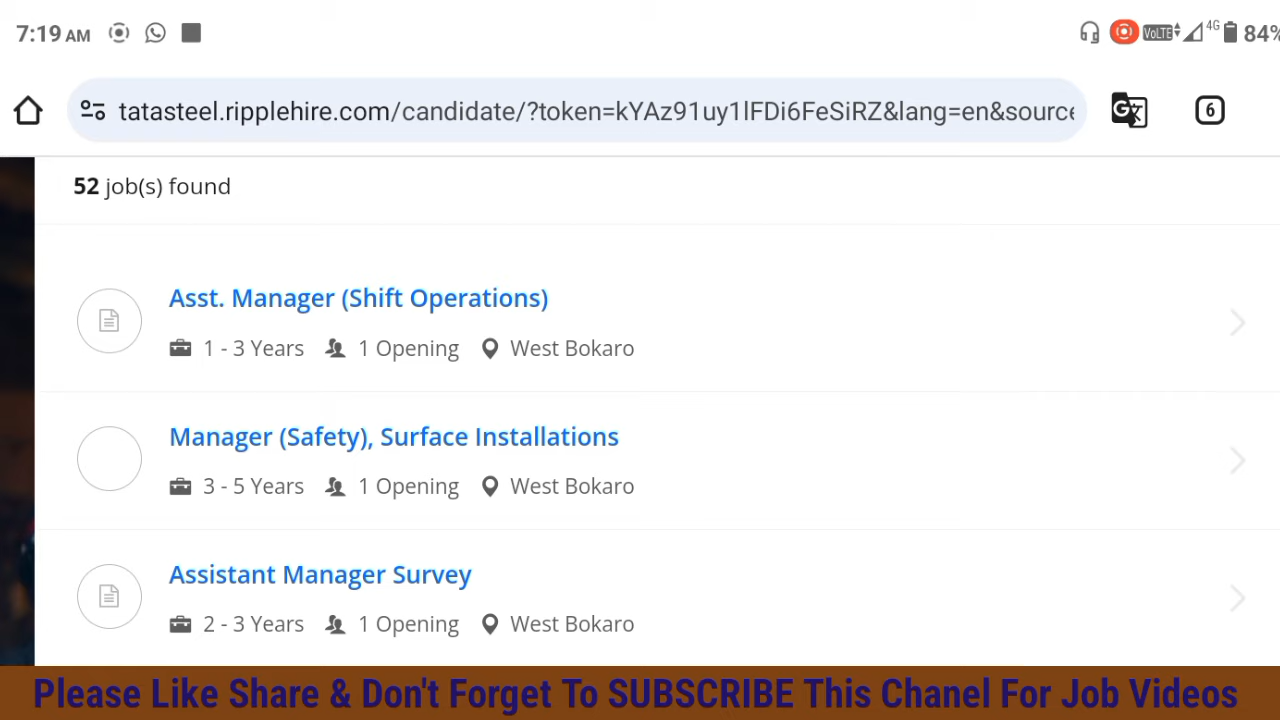 7:19 AM VoLTE 4G 84%
tatasteel.ripplehire.com/candidate/?token=kYAz91uy1lFDi6FeSiRZ&lang=en&source 6
52 job(s) found
Asst. Manager (Shift Operations)
1 - 3 Years 1 Opening West Bokaro
Manager (Safety), Surface Installations
3 - 5 Years 1 Opening West Bokaro
Assistant Manager Survey
2 - 3 Years 1 Opening West Bokaro
Please Like Share & Don't Forget To SUBSCRIBE This Chanel For Job Videos